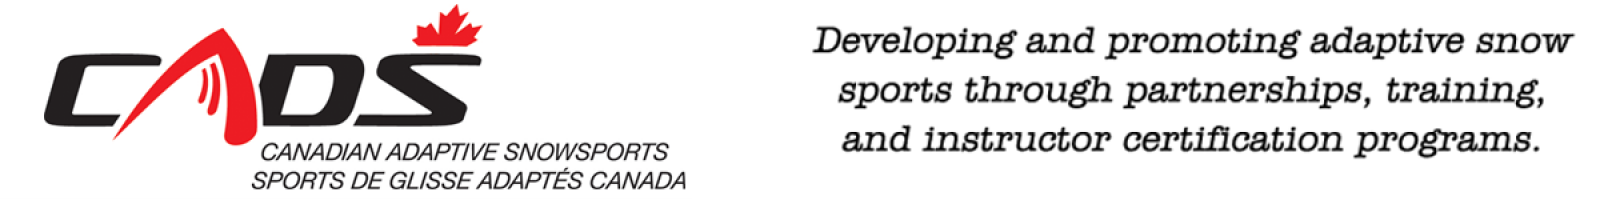 CADS
CANADIAN ADAPTIVE SNOWSPORTS
SPORTS DE GLISSE ADAPTÉS CANADA
Developing and promoting adaptive snow
sports through partnerships, training,
and instructor certification programs.